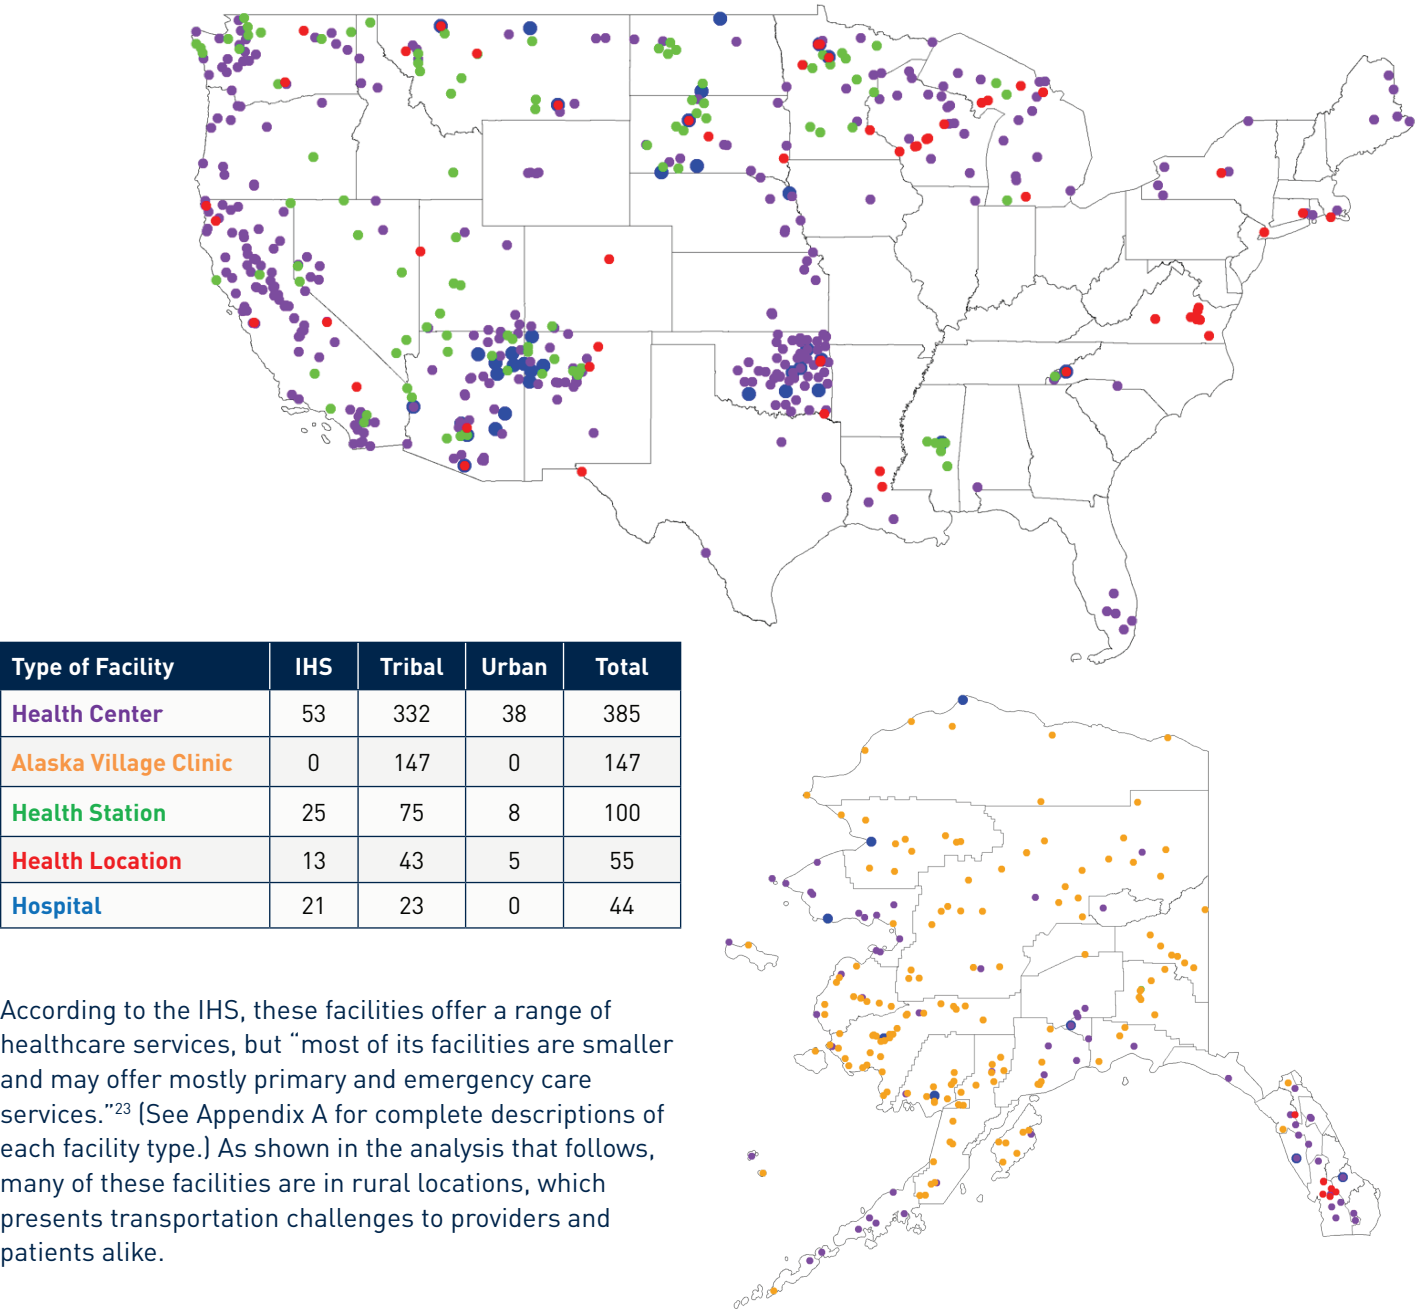 Type of Facility IHS Tribal Urban Total
Health Center 53 332 38 385
Alaska Village Clinic 0 147 0 147
Health Station 25 75 8 100
Health Location 13 43 5 55
Hospital 21 23 0 44
According to the IHS, these facilities offer a range of
healthcare services, but “most of its facilities are smaller
and may offer mostly primary and emergency care
services.”23 (See Appendix A for complete descriptions of
each facility type.) As shown in the analysis that follows,
many of these facilities are in rural locations, which
presents transportation challenges to providers and
patients alike.